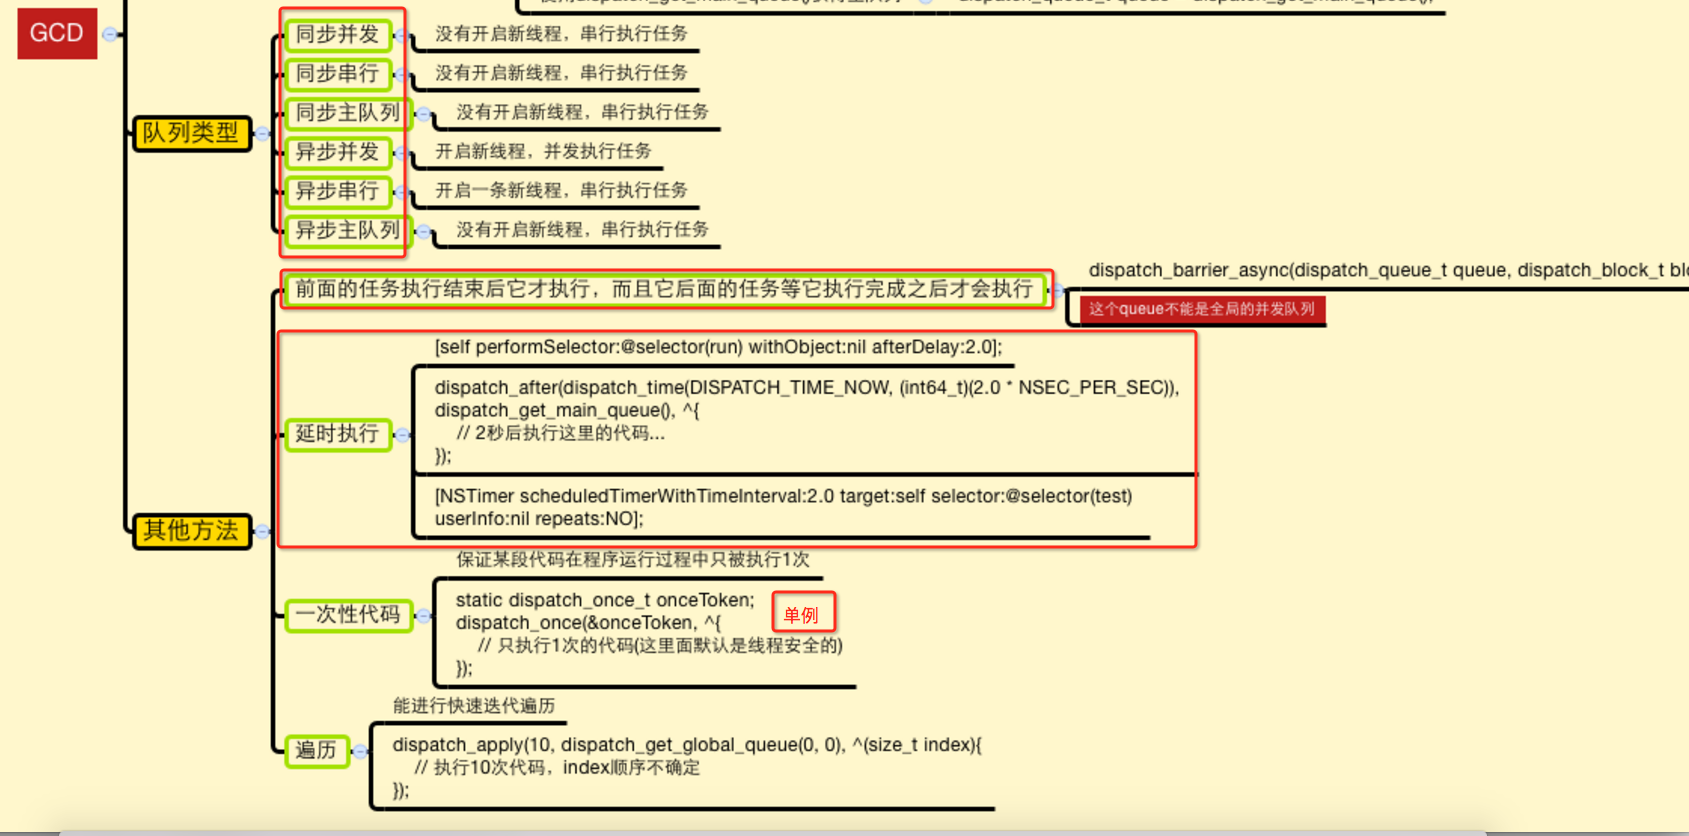 GCD
队列类型
同步并发
没有开启新线程，串行执行任务
同步串行
没有开启新线程，串行执行任务
同步主队列
没有开启新线程，串行执行任务
异步并发
开启新线程，并发执行任务
异步串行
开启一条新线程，串行执行任务
异步主队列
没有开启新线程，串行执行任务
其他方法
前面的任务执行结束后它才执行，而且它后面的任务等它执行完成之后才会执行
dispatch_barrier_async(dispatch_queue_t queue, dispatch_block_t
这个queue不能是全局的并发队列
延时执行
[self performSelector:@selector(run) withObject:nil afterDelay:2.0];
dispatch_after(dispatch_time(DISPATCH_TIME_NOW, (int64_t)(2.0 * NSEC_PER_SEC)),
dispatch_get_main_queue(), ^{
// 2秒后执行这里的代码...
});
[NSTimer scheduledTimerWithTimeInterval:2.0 target:self selector:@selector(test)
userInfo:nil repeats:NO];
一次性代码
保证某段代码在程序运行过程中只被执行1次
static dispatch_once_t onceToken;
dispatch_once(&onceToken, ^{
// 只执行1次的代码(这里面默认是线程安全的)
});
单例
遍历
能进行快速迭代遍历
dispatch_apply(10, dispatch_get_global_queue(0, 0), ^(size_t index){
// 执行10次代码，index顺序不确定
});